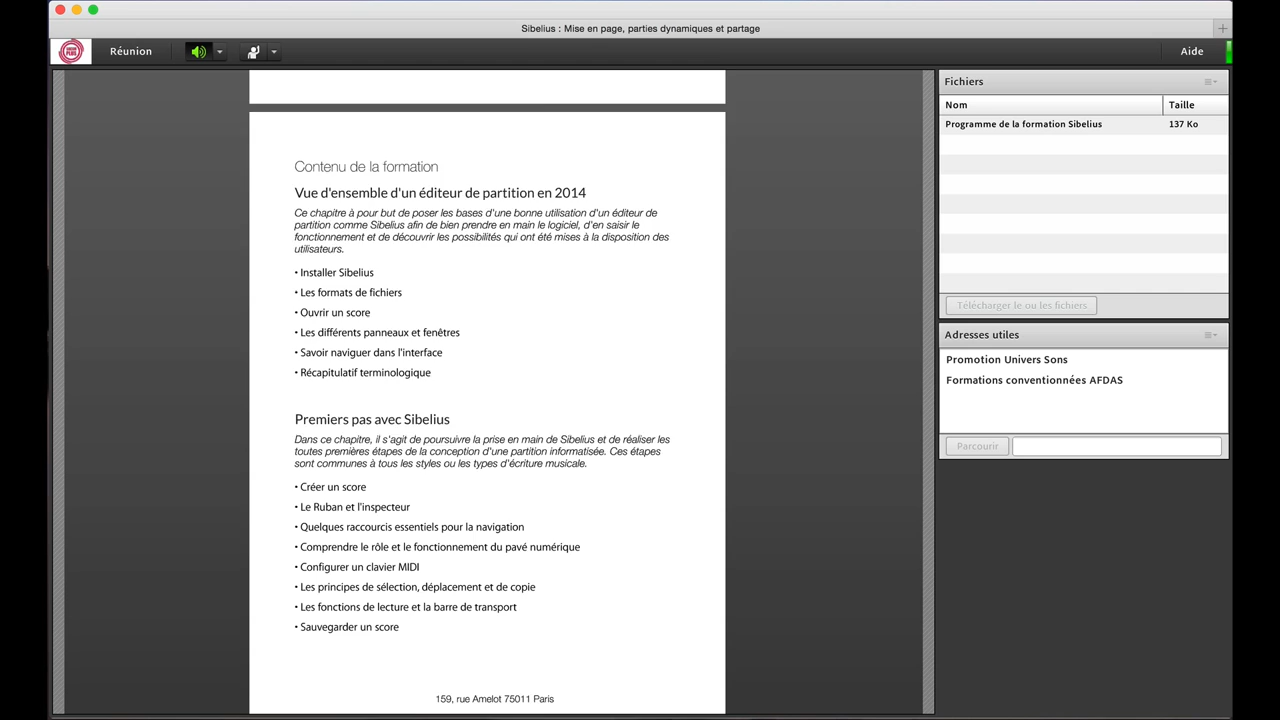 Sibelius : Mise en page, parties dynamiques et partage
Réunion
Aide
Contenu de la formation
Vue d'ensemble d'un éditeur de partition en 2014
Ce chapitre à pour but de poser les bases d'une bonne utilisation d'un éditeur de
partition comme Sibelius afin de bien prendre en main le logiciel, d'en saisir le
fonctionnement et de découvrir les possibilités qui ont été mises à la disposition des
utilisateurs.
• Installer Sibelius
• Les formats de fichiers
• Ouvrir un score
• Les différents panneaux et fenêtres
• Savoir naviguer dans l'interface
• Récapitulatif terminologique
Premiers pas avec Sibelius
Dans ce chapitre, il s'agit de poursuivre la prise en main de Sibelius et de réaliser les
toutes premières étapes de la conception d'une partition informatisée. Ces étapes
sont communes à tous les styles ou les types d'écriture musicale.
• Créer un score
• Le Ruban et l'inspecteur
• Quelques raccourcis essentiels pour la navigation
• Comprendre le rôle et le fonctionnement du pavé numérique
• Configurer un clavier MIDI
• Les principes de sélection, déplacement et de copie
• Les fonctions de lecture et la barre de transport
• Sauvegarder un score
159, rue Amelot 75011 Paris
Fichiers
Nom Taille
Programme de la formation Sibelius 137 Ko
Télécharger le ou les fichiers
Adresses utiles
Promotion Univers Sons
Formations conventionnées AFDAS
Parcourir